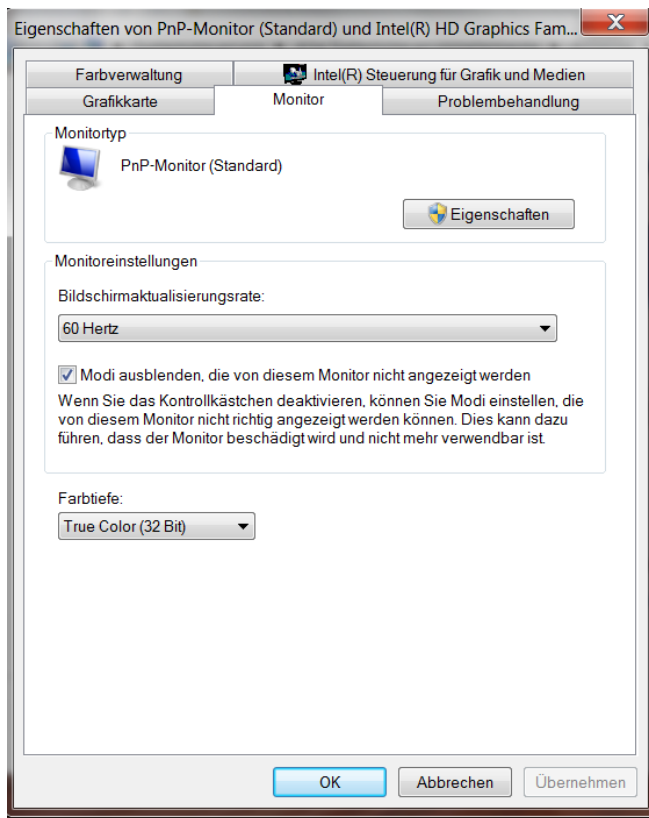 Eigenschaften von PnP-Monitor (Standard) und Intel(R) HD Graphics Fam...
Farbverwaltung
Intel(R) Steuerung für Grafik und Medien
Grafikkarte
Monitor
Problembehandlung
Monitortyp
PnP-Monitor (Standard)
Eigenschaften
Monitoreinstellungen
Bildschirmaktualisierungsrate:
60 Hertz
Modi ausblenden, die von diesem Monitor nicht angezeigt werden
Wenn Sie das Kontrollkästchen deaktivieren, können Sie Modi einstellen, die
von diesem Monitor nicht richtig angezeigt werden können. Dies kann dazu
führen, dass der Monitor beschädigt wird und nicht mehr verwendbar ist.
Farbtiefe:
True Color (32 Bit)
OK
Abbrechen
Übernehmen